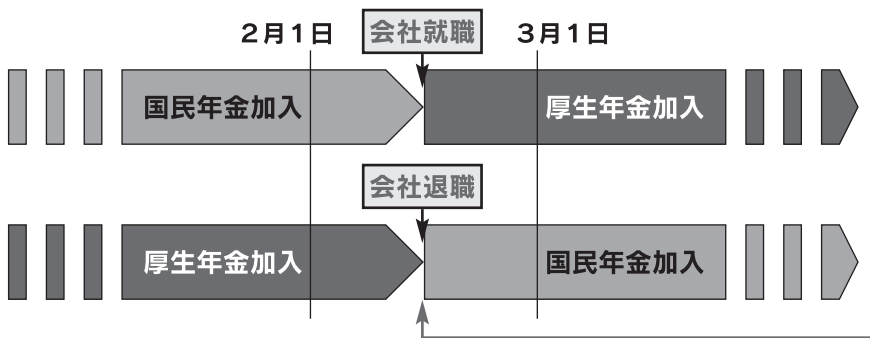 2月1日
会社就職
3月1日
国民年金加入
厚生年金加入
会社退職
厚生年金加入
国民年金加入